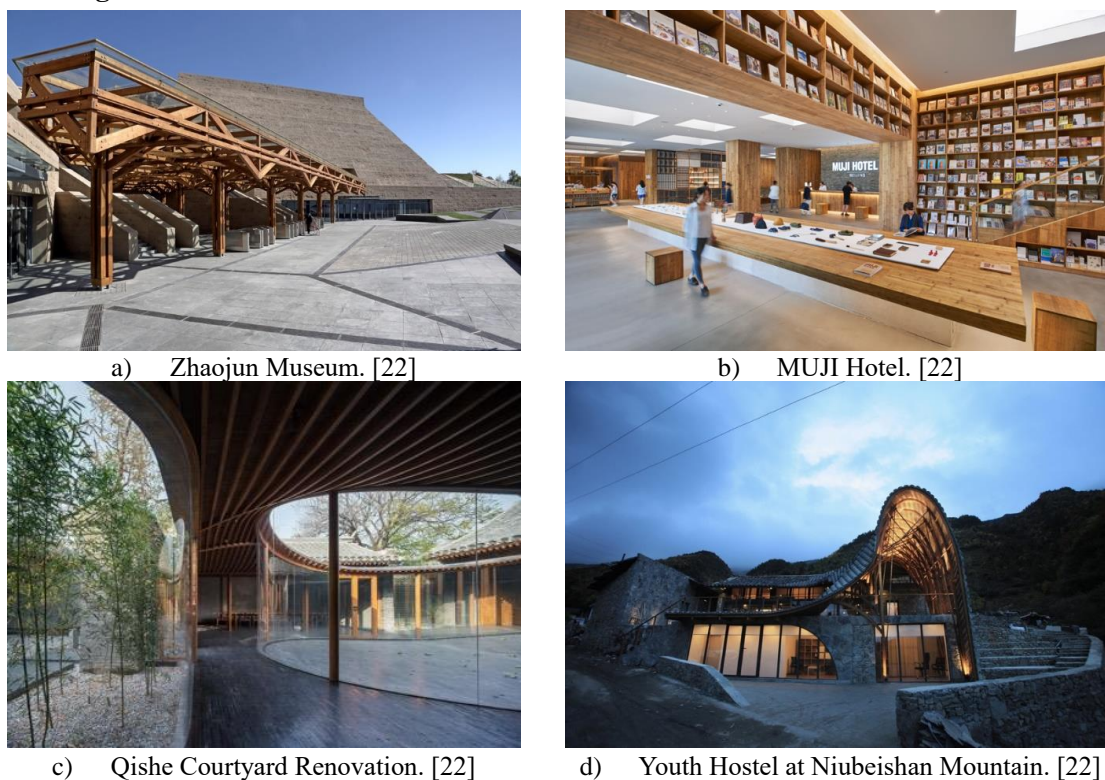 MUJI HOTEL
a) Zhaojun Museum. [22]
b) MUJI Hotel. [22]
c) Qishe Courtyard Renovation. [22]
d) Youth Hostel at Niubeishan Mountain. [22]